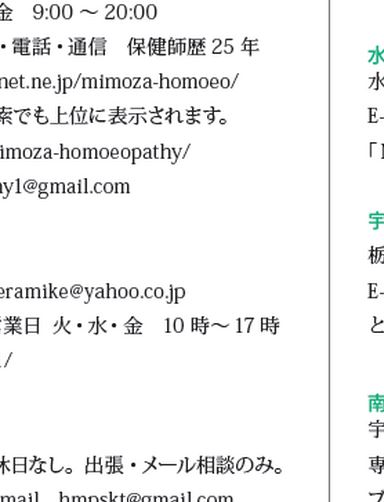 金　9:00 ～ 20:00
・電話・通信　保健師歴 25 年
net.ne.jp/mimoza-homoeo/
索でも上位に表示されます。
imoza-homoeopathy/
ny1@gmail.com
eramike@yahoo.co.jp
営業日 火・水・金　10 時～ 17 時
/
休日なし。出張・メール相談のみ。
mail　hmpskt@gmail.com
水
水
E-
「
宇
栃
E-
と
南
宇
専